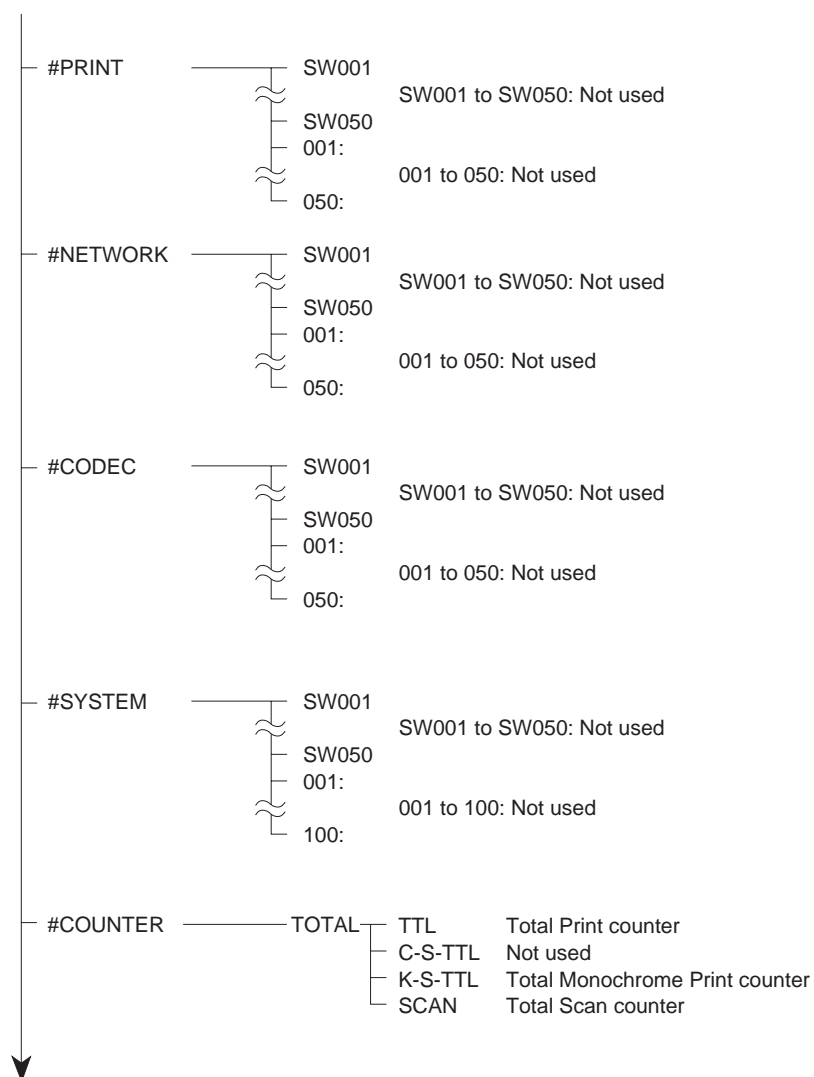 #PRINT SW001
SW001 to SW050: Not used
SW050
001:
001 to 050: Not used
050:
#NETWORK SW001
SW001 to SW050: Not used
SW050
001:
001 to 050: Not used
050:
#CODEC SW001
SW001 to SW050: Not used
SW050
001:
001 to 050: Not used
050:
#SYSTEM SW001
SW001 to SW050: Not used
SW050
001:
001 to 100: Not used
100:
#COUNTER TOTAL TTL Total Print counter
C-S-TTL Not used
K-S-TTL Total Monochrome Print counter
SCAN Total Scan counter